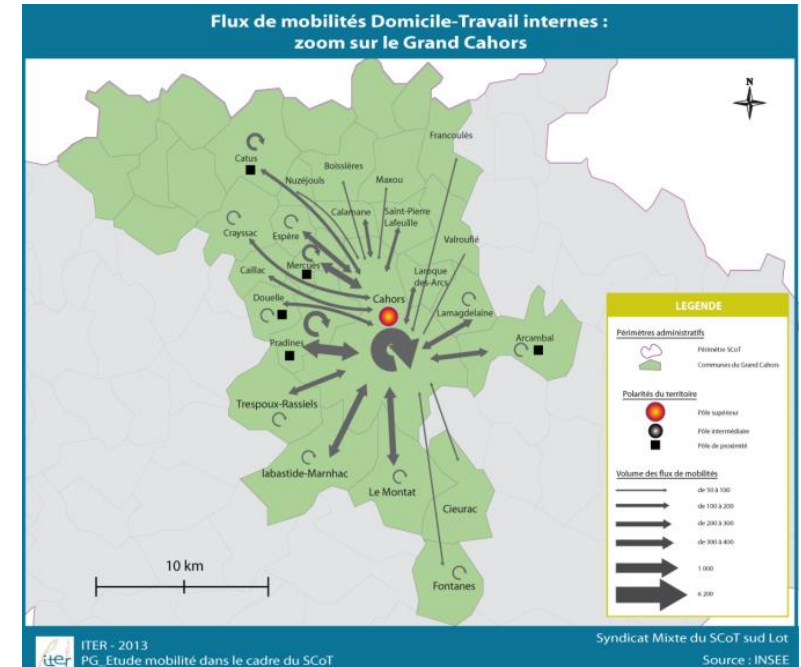 Flux de mobilités Domicile-Travail internes :
zoom sur le Grand Cahors
N
Francoulès
Catus
Boissières
Nuzéjouls
Maxou
Calamane
Saint-Pierre
Lafeuille
Crayssac
Espère
Valroufié
Mercuès
Caillac
Laroque
des-Arcs
Cahors
Douelle
Lamagdelaine
Pradines
Arcambal
Trespoux-Rassiels
labastide-Marnhac
Le Montat
Cieurac
Fontanes
10 km
LEGENDE
Périmètres administratifs
Périmètre SCoT
Communes du Grand Cahors
Polarités du territoire
Pôle supérieur
Pôle intermédiaire
Pôle de proximité
Volume des flux de mobilités
de 50 à 100
de 100 à 200
de 200 à 300
de 300 à 400
1 000
6 200
iter
ITER - 2013
PG_Etude mobilité dans le cadre du SCoT
Syndicat Mixte du SCoT sud Lot
Source : INSEE